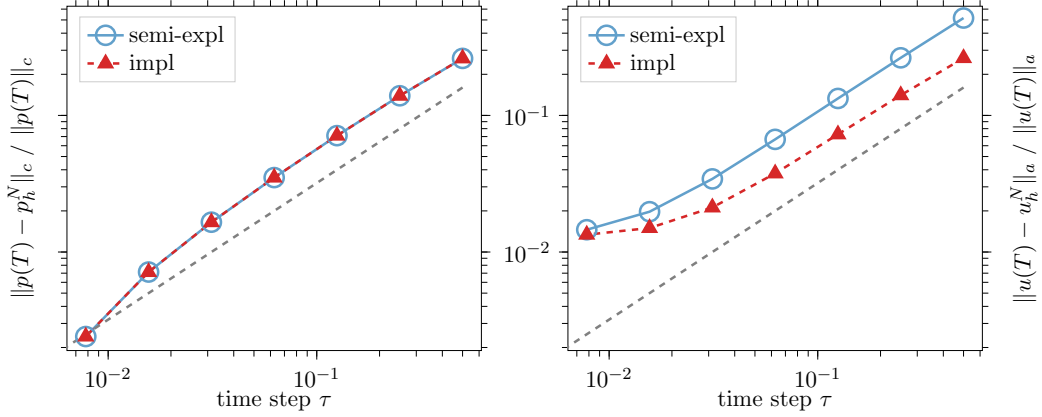 ‖p(T) − p_h^N‖_c / ‖p(T)‖_c
semi-expl
impl
10^{−2}
10^{−1}
time step τ
semi-expl
impl
10^{−1}
10^{−2}
10^{−2}
10^{−1}
time step τ
‖u(T) − u_h^N‖_a / ‖u(T)‖_a